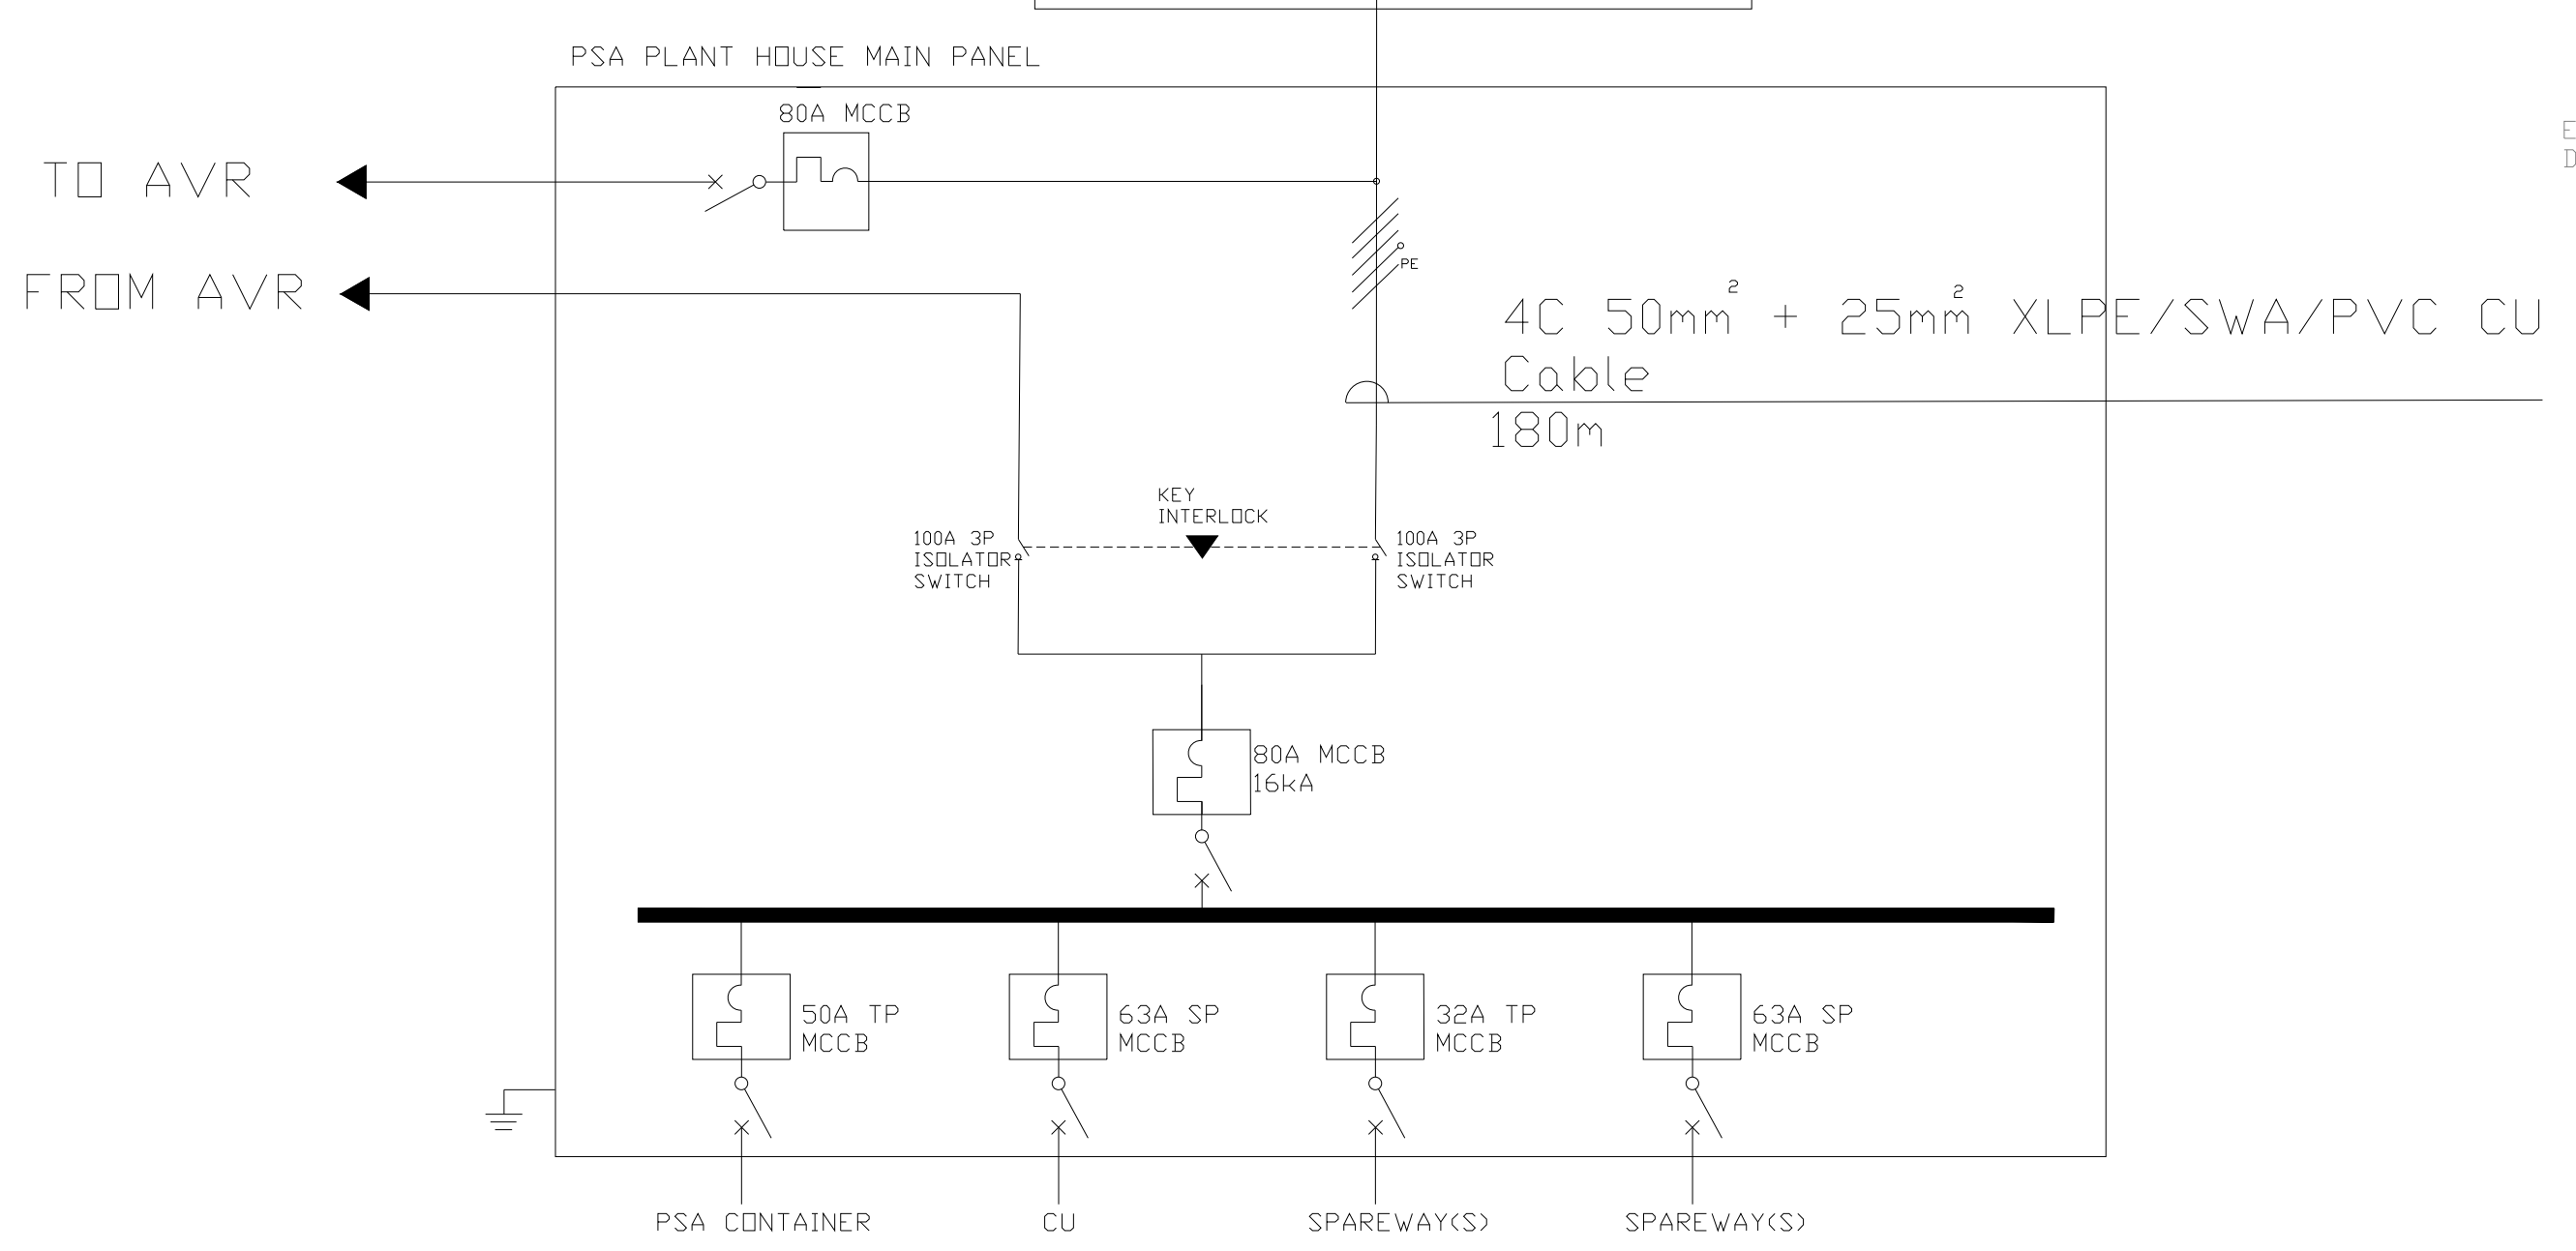 PSA PLANT HOUSE MAIN PANEL
80A MCCB
E
D
TO AVR
PE
FROM AVR
4C 50mm² + 25mm² XLPE/SWA/PVC CU
Cable
180m
KEY
INTERLOCK
100A 3P
ISOLATOR
SWITCH
100A 3P
ISOLATOR
SWITCH
80A MCCB
16kA
50A TP
MCCB
63A SP
MCCB
32A TP
MCCB
63A SP
MCCB
PSA CONTAINER
CU
SPAREWAY(S)
SPAREWAY(S)